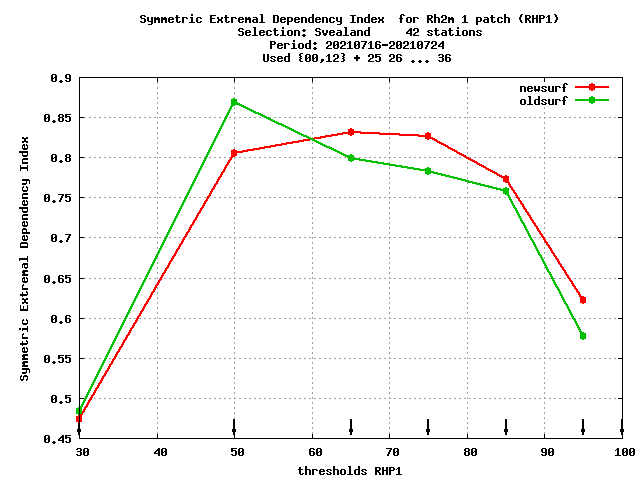 Symmetric Extremal Dependency Index  for Rh2m 1 patch (RHP1)
Selection: Svealand     42 stations
Period: 20210716-20210724
Used {00,12} + 25 26 ... 36
newsurf
oldsurf
Symmetric Extremal Dependency Index
0.9
0.85
0.8
0.75
0.7
0.65
0.6
0.55
0.5
0.45
30 40 50 60 70 80 90 100
thresholds RHP1